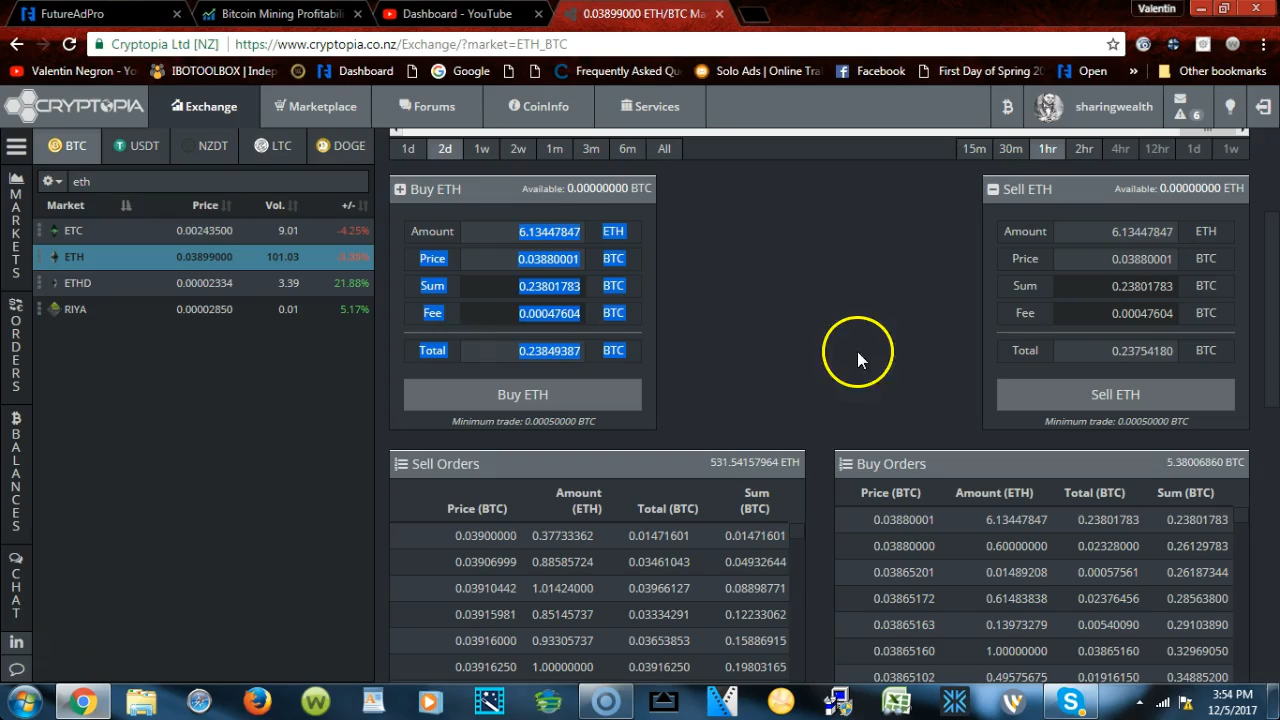 FutureAdPro
Bitcoin Mining Profitabili
Dashboard - YouTube
0.03899000 ETH/BTC Ma
Valentin
Cryptopia Ltd [NZ]
https://www.cryptopia.co.nz/Exchange/?market=ETH_BTC
Valentin Negron - Yo
IBOTOOLBOX | Indep
Dashboard
Google
Frequently Asked Qu
Solo Ads | Online Trai
Facebook
First Day of Spring 20
Open
»
Other bookmarks
CRYPTOPIA
Exchange
Marketplace
Forums
CoinInfo
Services
sharingwealth
6
BTC
USDT
NZDT
LTC
DOGE
1d 2d 1w 2w 1m 3m 6m All
15m 30m 1hr 2hr 4hr 12hr 1d 1w
MARKETS
ORDERS
BALANCES
CHAT
eth
Market Price Vol. +/-
ETC 0.00243500 9.01 -4.25%
ETH 0.03899000 101.03 -3.39%
ETHD 0.00002334 3.39 21.88%
RIYA 0.00002850 0.01 5.17%
Buy ETH Available: 0.00000000 BTC
Amount 6.13447847 ETH
Price 0.03880001 BTC
Sum 0.23801783 BTC
Fee 0.00047604 BTC
Total 0.23849387 BTC
Buy ETH
Minimum trade: 0.00050000 BTC
Sell ETH Available: 0.00000000 ETH
Amount 6.13447847 ETH
Price 0.03880001 BTC
Sum 0.23801783 BTC
Fee 0.00047604 BTC
Total 0.23754180 BTC
Sell ETH
Minimum trade: 0.00050000 BTC
Sell Orders 531.54157964 ETH
Price (BTC) Amount (ETH) Total (BTC) Sum (BTC)
0.03900000 0.37733362 0.01471601 0.01471601
0.03906999 0.88585724 0.03461043 0.04932644
0.03910442 1.01424000 0.03966127 0.08898771
0.03915981 0.85145737 0.03334291 0.12233062
0.03916000 0.93305737 0.03653853 0.15886915
0.03916250 1.00000000 0.03916250 0.19803165
Buy Orders 5.38006860 BTC
Price (BTC) Amount (ETH) Total (BTC) Sum (BTC)
0.03880001 6.13447847 0.23801783 0.23801783
0.03880000 0.60000000 0.02328000 0.26129783
0.03865201 0.01489208 0.00057561 0.26187344
0.03865172 0.61483838 0.02376456 0.28563800
0.03865163 0.13973279 0.00540090 0.29103890
0.03865160 1.00000000 0.03865160 0.32969050
0.03865102 0.49575675 0.01916150 0.34885200
3:54 PM
12/5/2017